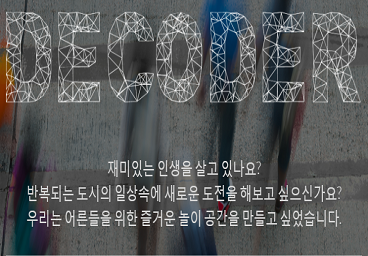 DECODER
재미있는 인생을 살고 있나요?
반복되는 도시의 일상속에 새로운 도전을 해보고 싶으신가요?
우리는 어른들을 위한 즐거운 놀이 공간을 만들고 싶었습니다.